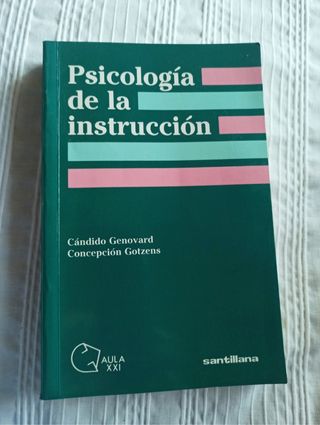 Psicología
de la
instrucción
Cándido Genovard
Concepción Gotzens
AULA
XXI
santillana